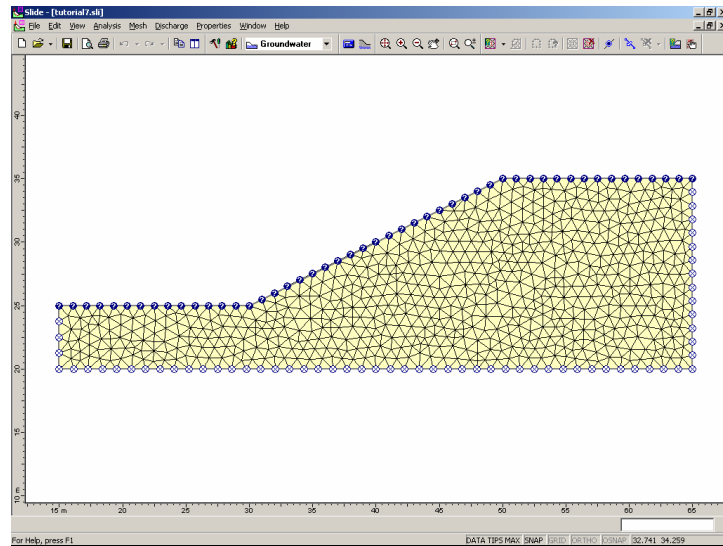 Slide - [tutorial7.sli]
File Edit View Analysis Mesh Discharge Properties Window Help
Groundwater
40
35
30
25
20
15
10 m
15 m 20 25 30 35 40 45 50 55 60 65
For Help, press F1
DATA TIPS MAX SNAP GRID ORTHO OSNAP 32.741 34.259